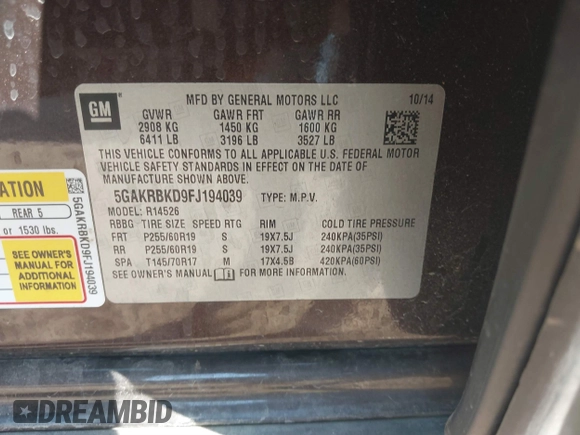 GM
MFD BY GENERAL MOTORS LLC 10/14
GVWR GAWR FRT GAWR RR
2908 KG 1450 KG 1600 KG
6411 LB 3196 LB 3527 LB
THIS VEHICLE CONFORMS TO ALL APPLICABLE U.S. FEDERAL MOTOR
VEHICLE SAFETY STANDARDS IN EFFECT ON THE DATE OF
MANUFACTURE SHOWN ABOVE.
5GAKRBKD9FJ194039 TYPE: M.P.V.
MODEL: R14526
RBBG TIRE SIZE SPEED RTG RIM COLD TIRE PRESSURE
FRT P255/60R19 S 19X7.5J 240KPA(35PSI)
RR P255/60R19 S 19X7.5J 240KPA(35PSI)
SPA T145/70R17 M 17X4.5B 420KPA(60PSI)
SEE OWNER'S MANUAL FOR MORE INFORMATION.
ATION
REAR 5
or 1530 lbs.
SEE OWNER'S
MANUAL FOR
ADDITIONAL
INFORMATION
5GAKRBKD9FJ194039
DREAMBID